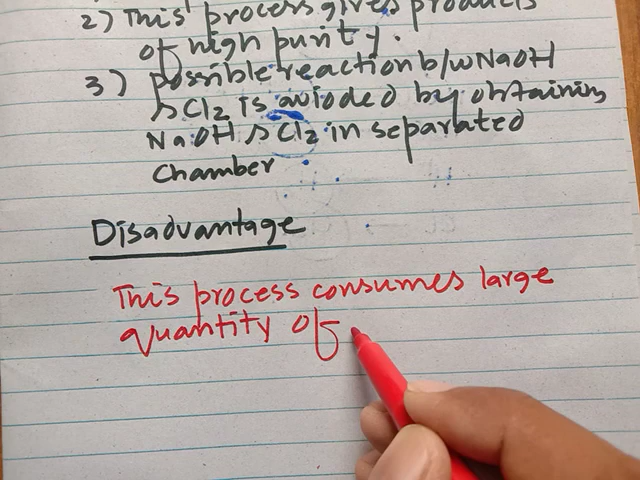 2) This process gives products
of high purity.
3) possible reaction b/w NaOH
& Cl2 is avioded by obtaining
NaOH & Cl2 in separated
chamber
Disadvantage
This process consumes large
quantity of